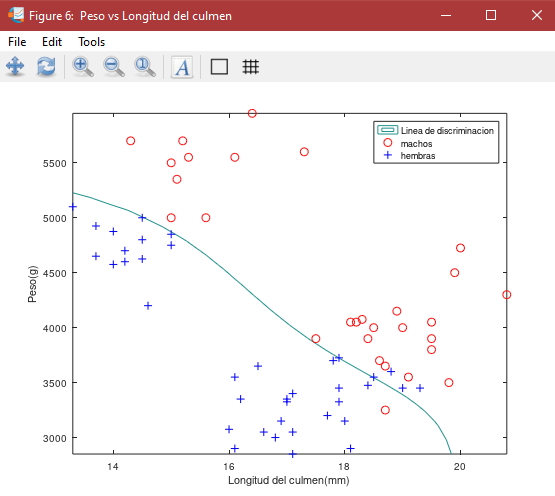 Figure 6: Peso vs Longitud del culmen
File Edit Tools
A
Linea de discriminacion
machos
hembras
5500
5000
4500
4000
3500
3000
Peso(g)
14 16 18 20
Longitud del culmen(mm)